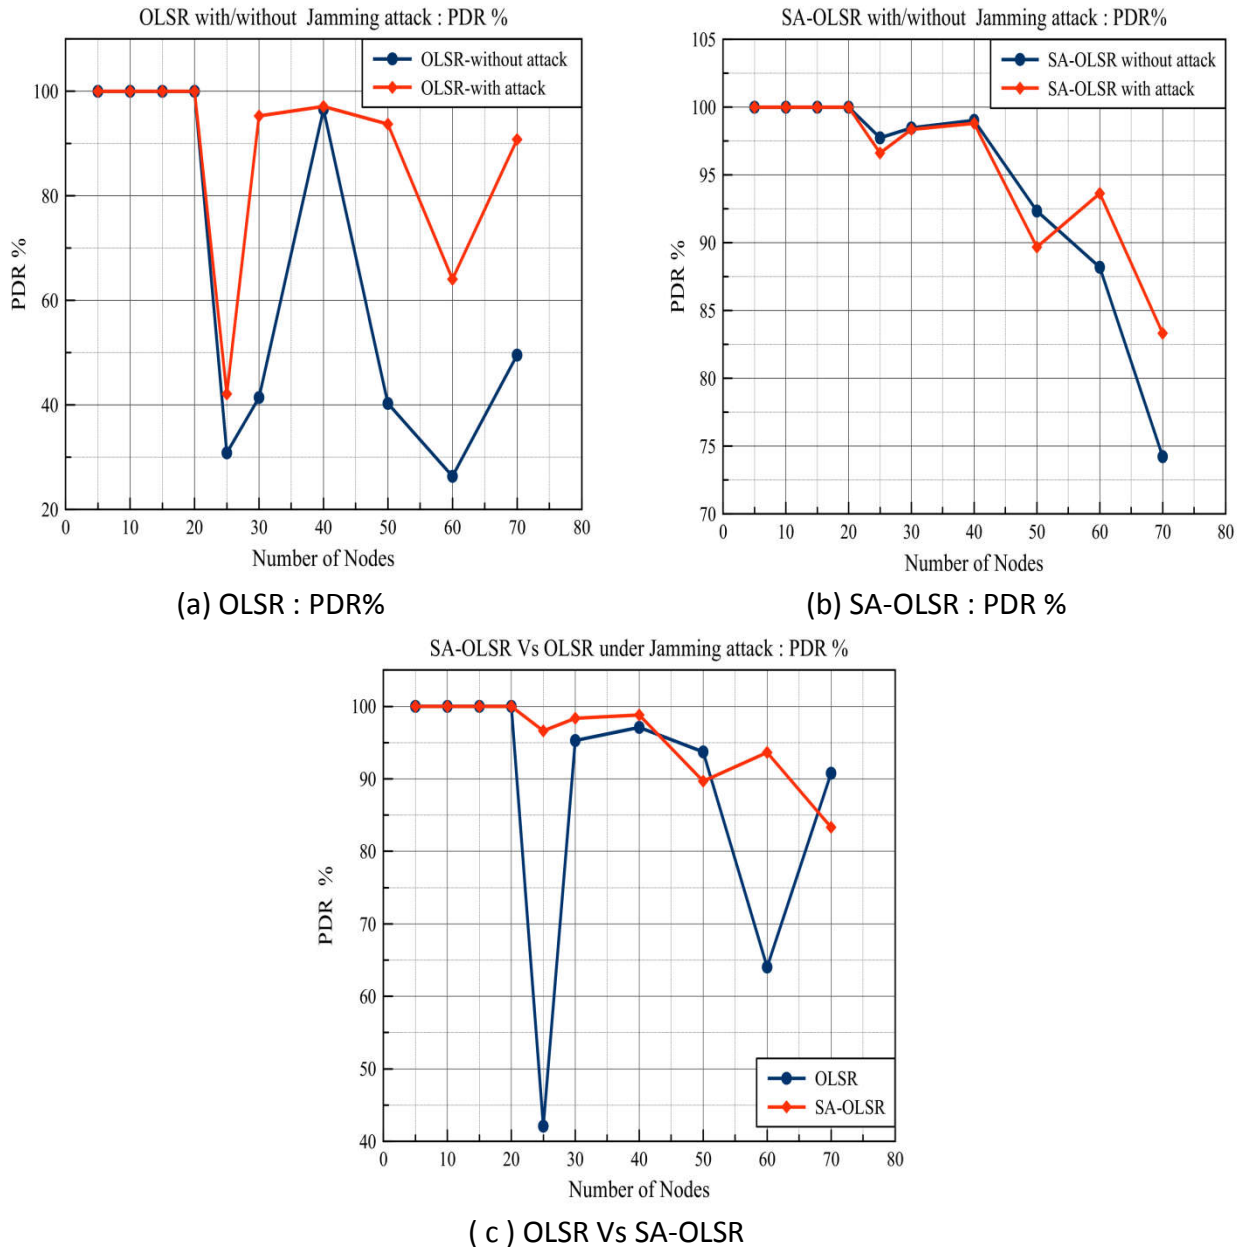 OLSR with/without Jamming attack : PDR %
OLSR-without attack
OLSR-with attack
100
80
60
40
20
PDR %
0 10 20 30 40 50 60 70 80
Number of Nodes
(a) OLSR : PDR%
SA-OLSR with/without Jamming attack : PDR%
SA-OLSR without attack
SA-OLSR with attack
105
100
95
90
85
80
75
70
PDR %
0 10 20 30 40 50 60 70 80
Number of Nodes
(b) SA-OLSR : PDR %
SA-OLSR Vs OLSR under Jamming attack : PDR %
100
90
80
70
60
50
40
PDR %
OLSR
SA-OLSR
0 10 20 30 40 50 60 70 80
Number of Nodes
( c ) OLSR Vs SA-OLSR